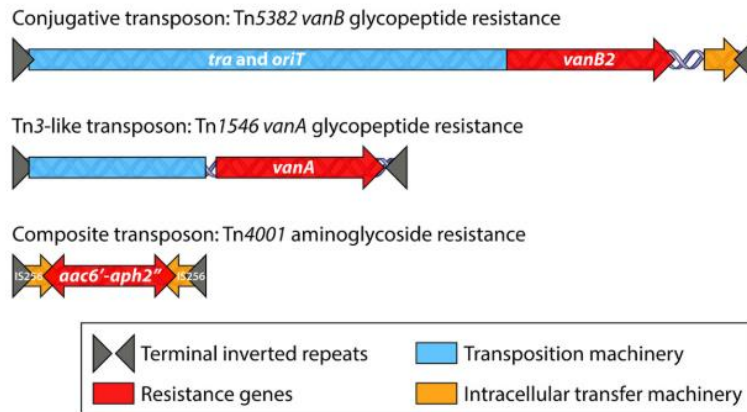 Conjugative transposon: Tn5382 vanB glycopeptide resistance
tra and oriT vanB2
Tn3-like transposon: Tn1546 vanA glycopeptide resistance
vanA
Composite transposon: Tn4001 aminoglycoside resistance
IS256 aac6'-aph2" IS256
Terminal inverted repeats Transposition machinery
Resistance genes Intracellular transfer machinery